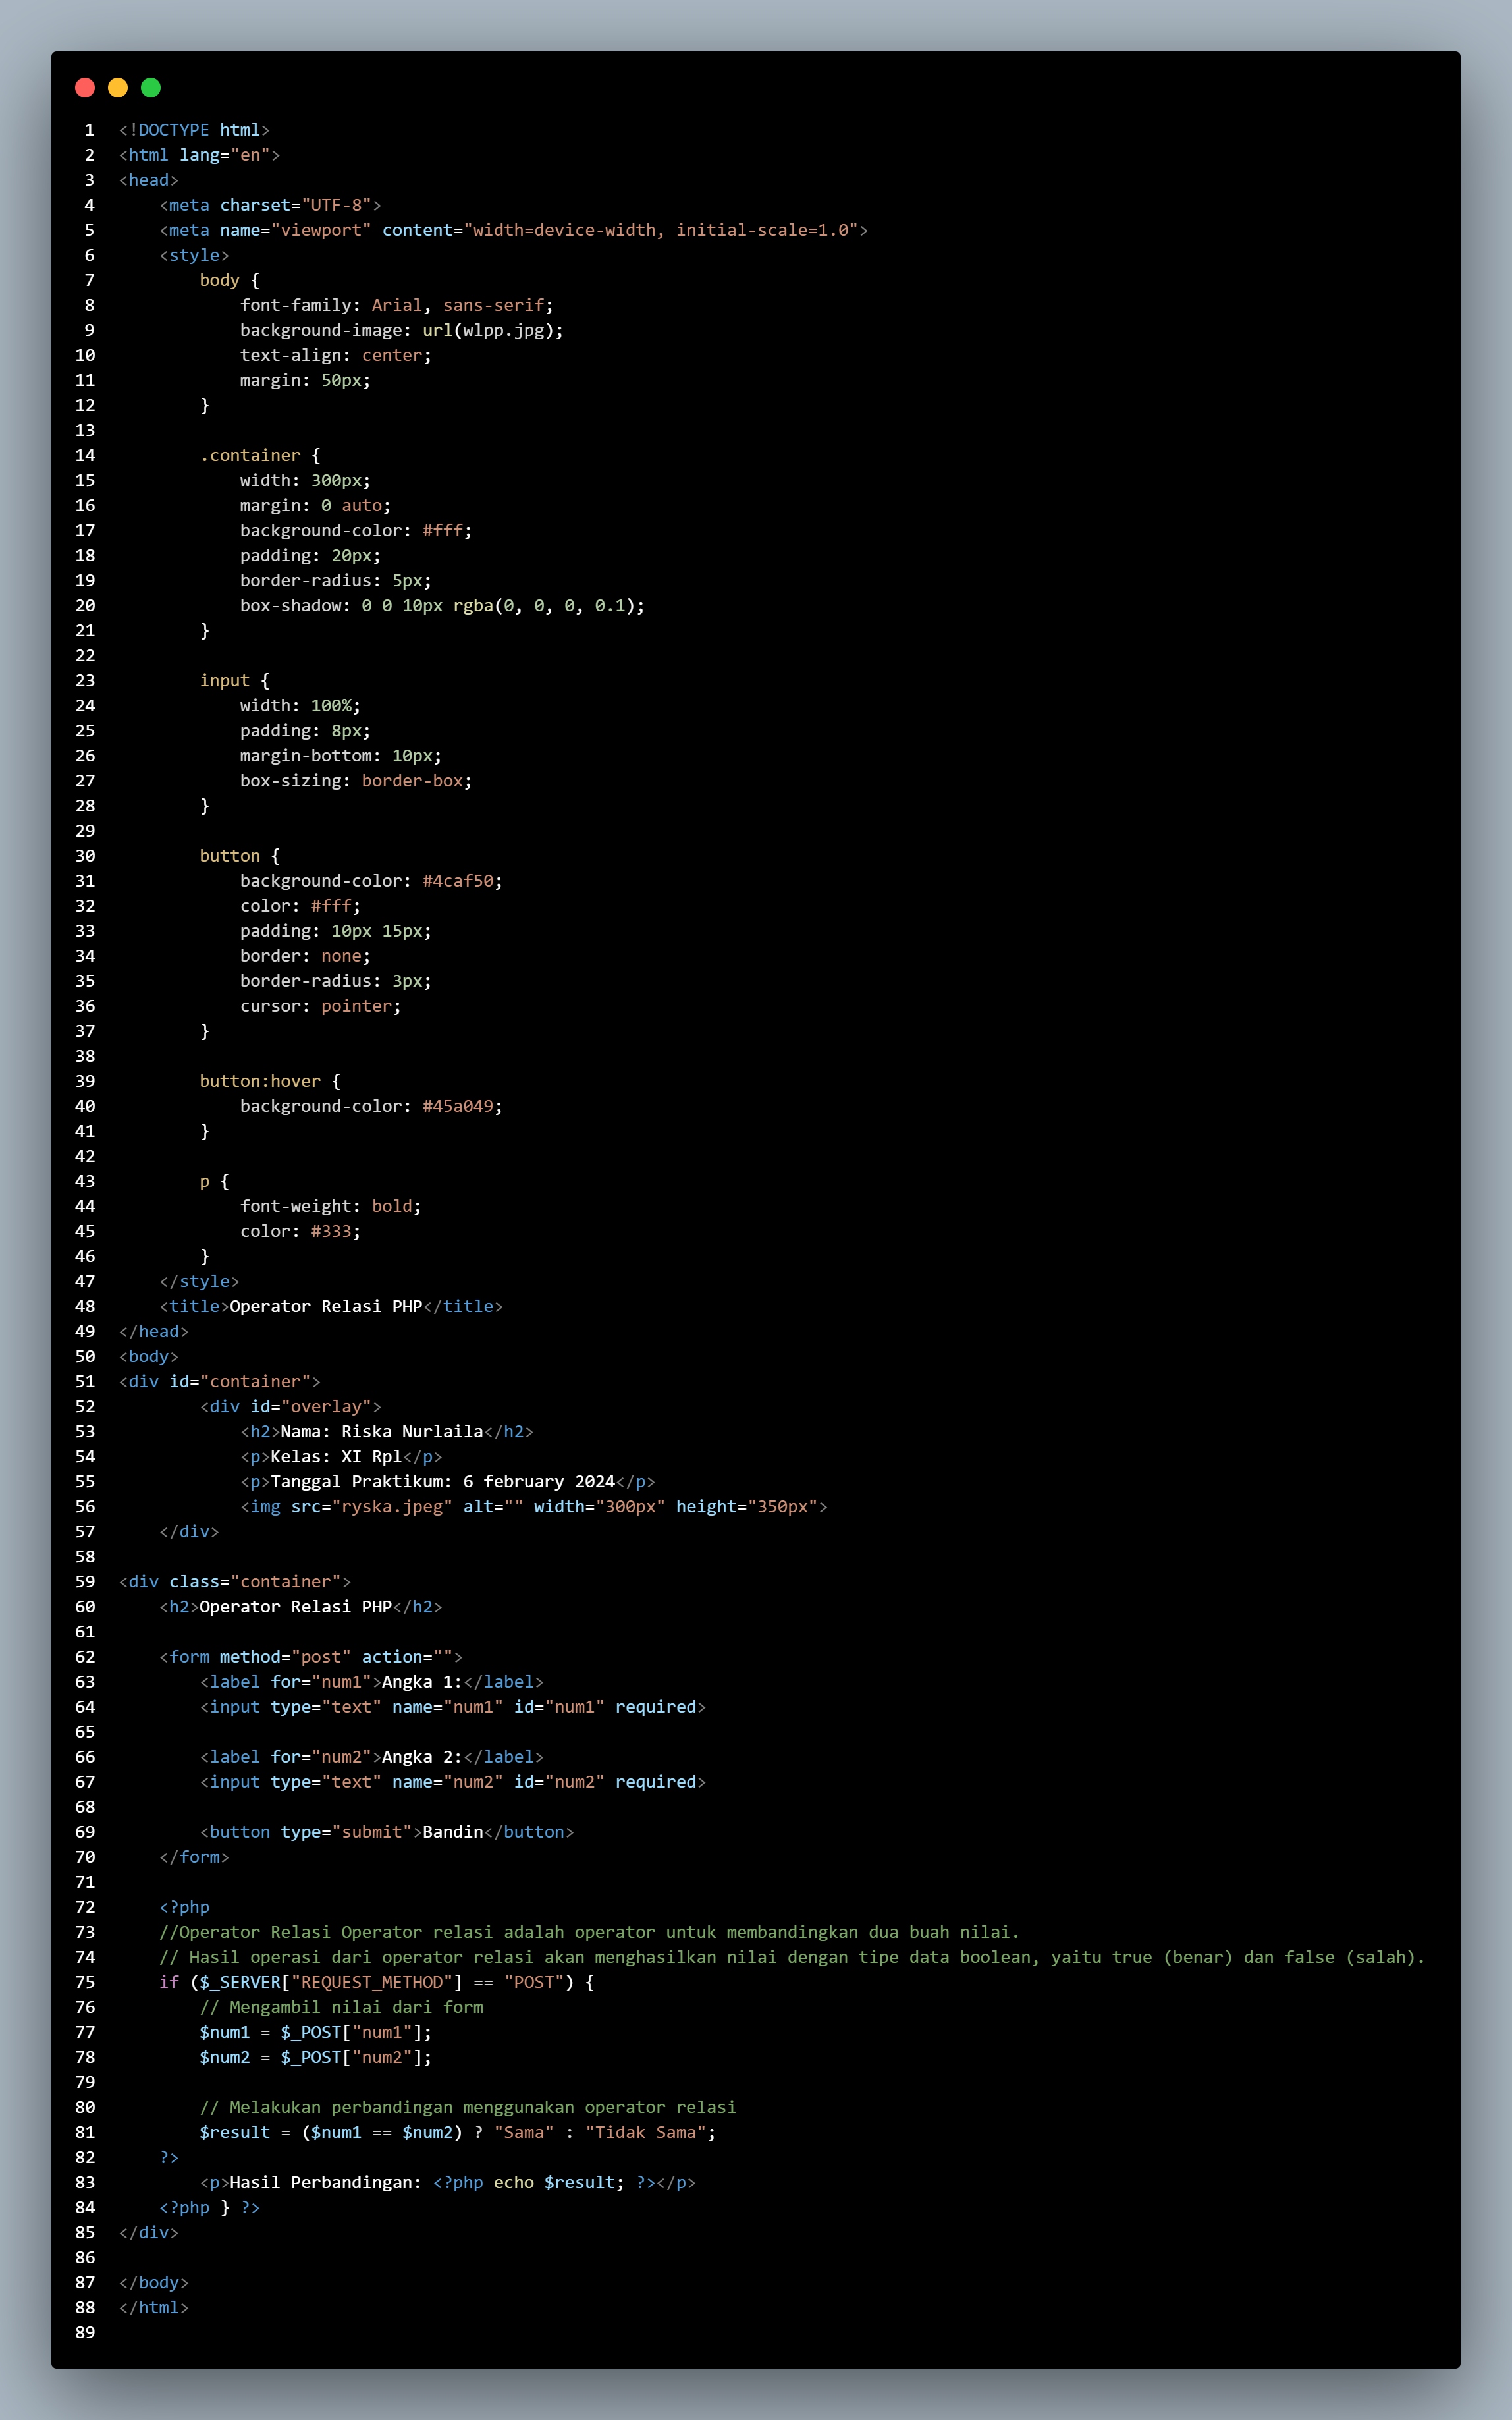 1 <!DOCTYPE html>
2 <html lang="en">
3 <head>
4     <meta charset="UTF-8">
5     <meta name="viewport" content="width=device-width, initial-scale=1.0">
6     <style>
7         body {
8             font-family: Arial, sans-serif;
9             background-image: url(wlpp.jpg);
10             text-align: center;
11             margin: 50px;
12         }
13
14         .container {
15             width: 300px;
16             margin: 0 auto;
17             background-color: #fff;
18             padding: 20px;
19             border-radius: 5px;
20             box-shadow: 0 0 10px rgba(0, 0, 0, 0.1);
21         }
22
23         input {
24             width: 100%;
25             padding: 8px;
26             margin-bottom: 10px;
27             box-sizing: border-box;
28         }
29
30         button {
31             background-color: #4caf50;
32             color: #fff;
33             padding: 10px 15px;
34             border: none;
35             border-radius: 3px;
36             cursor: pointer;
37         }
38
39         button:hover {
40             background-color: #45a049;
41         }
42
43         p {
44             font-weight: bold;
45             color: #333;
46         }
47     </style>
48     <title>Operator Relasi PHP</title>
49 </head>
50 <body>
51 <div id="container">
52         <div id="overlay">
53             <h2>Nama: Riska Nurlaila</h2>
54             <p>Kelas: XI Rpl</p>
55             <p>Tanggal Praktikum: 6 february 2024</p>
56             <img src="ryska.jpeg" alt="" width="300px" height="350px">
57     </div>
58
59 <div class="container">
60     <h2>Operator Relasi PHP</h2>
61
62     <form method="post" action="">
63         <label for="num1">Angka 1:</label>
64         <input type="text" name="num1" id="num1" required>
65
66         <label for="num2">Angka 2:</label>
67         <input type="text" name="num2" id="num2" required>
68
69         <button type="submit">Bandin</button>
70     </form>
71
72     <?php
73     //Operator Relasi Operator relasi adalah operator untuk membandingkan dua buah nilai.
74     // Hasil operasi dari operator relasi akan menghasilkan nilai dengan tipe data boolean, yaitu true (benar) dan false (salah).
75     if ($_SERVER["REQUEST_METHOD"] == "POST") {
76         // Mengambil nilai dari form
77         $num1 = $_POST["num1"];
78         $num2 = $_POST["num2"];
79
80         // Melakukan perbandingan menggunakan operator relasi
81         $result = ($num1 == $num2) ? "Sama" : "Tidak Sama";
82     ?>
83         <p>Hasil Perbandingan: <?php echo $result; ?></p>
84     <?php } ?>
85 </div>
86
87 </body>
88 </html>
89